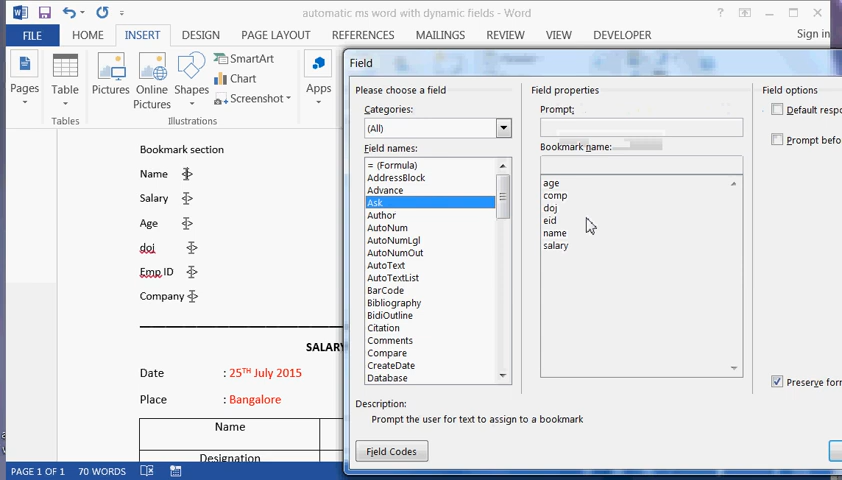 automatic ms word with dynamic fields - Word
FILE HOME INSERT DESIGN PAGE LAYOUT REFERENCES MAILINGS REVIEW VIEW DEVELOPER Sign in
Pages
Table
Pictures
Online Pictures
Shapes
SmartArt
Chart
Screenshot
Apps
Tables
Illustrations
Bookmark section
Name
Salary
Age
doj
Emp ID
Company
SALARY
Date : 25TH July 2015
Place : Bangalore
Name
Designation
PAGE 1 OF 1 70 WORDS
Field
Please choose a field
Categories:
(All)
Field names:
= (Formula)
AddressBlock
Advance
Ask
Author
AutoNum
AutoNumLgl
AutoNumOut
AutoText
AutoTextList
BarCode
Bibliography
BidiOutline
Citation
Comments
Compare
CreateDate
Database
Description:
Prompt the user for text to assign to a bookmark
Field Codes
Field properties
Prompt:
Bookmark name:
age
comp
doj
eid
name
salary
Field options
Default respo
Prompt befo
Preserve form